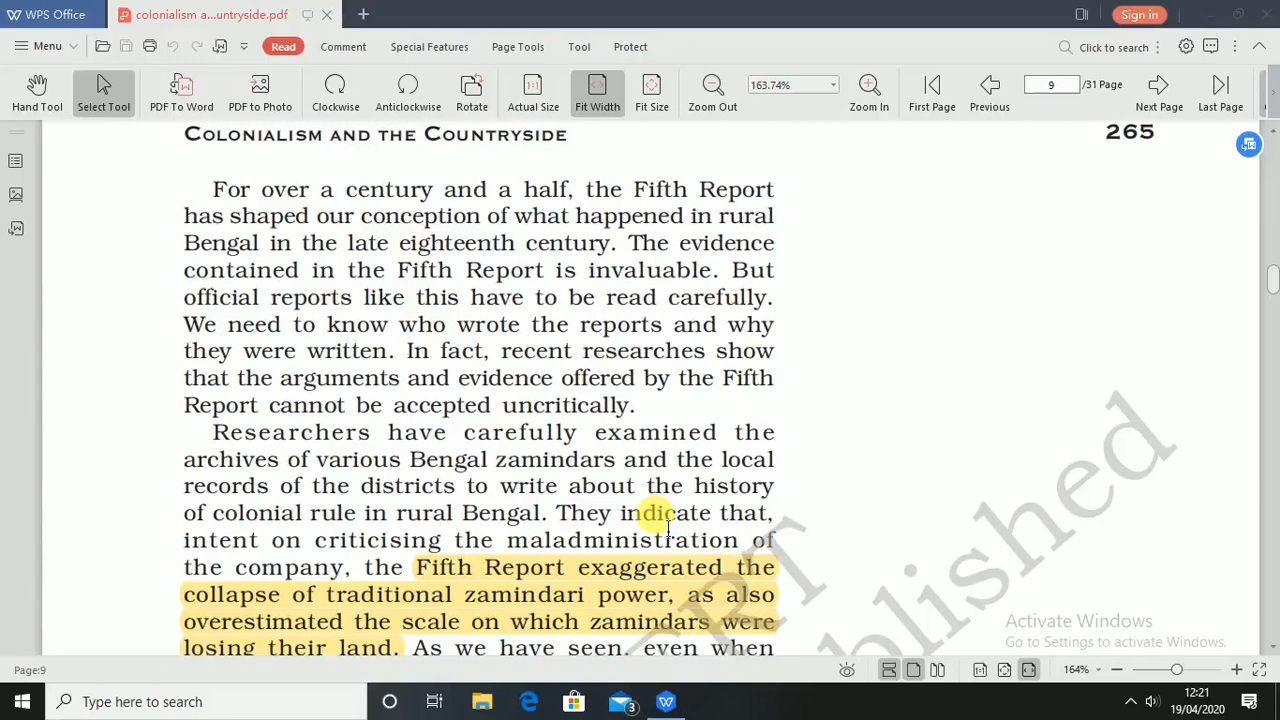 WPS Office
colonialism a...untryside.pdf
Sign in
Menu
Read
Comment
Special Features
Page Tools
Tool
Protect
Click to search
Hand Tool
Select Tool
PDF To Word
PDF to Photo
Clockwise
Anticlockwise
Rotate
Actual Size
Fit Width
Fit Size
Zoom Out
163.74%
Zoom In
First Page
Previous
9
/31 Page
Next Page
Last Page
COLONIALISM AND THE COUNTRYSIDE
265
For over a century and a half, the Fifth Report
has shaped our conception of what happened in rural
Bengal in the late eighteenth century. The evidence
contained in the Fifth Report is invaluable. But
official reports like this have to be read carefully.
We need to know who wrote the reports and why
they were written. In fact, recent researches show
that the arguments and evidence offered by the Fifth
Report cannot be accepted uncritically.
Researchers have carefully examined the
archives of various Bengal zamindars and the local
records of the districts to write about the history
of colonial rule in rural Bengal. They indicate that,
intent on criticising the maladministration of
the company, the Fifth Report exaggerated the
collapse of traditional zamindari power, as also
overestimated the scale on which zamindars were
losing their land. As we have seen, even when
RT
blished
Activate Windows
Go to Settings to activate Windows.
Page:9
164%
Type here to search
3
12:21
19/04/2020